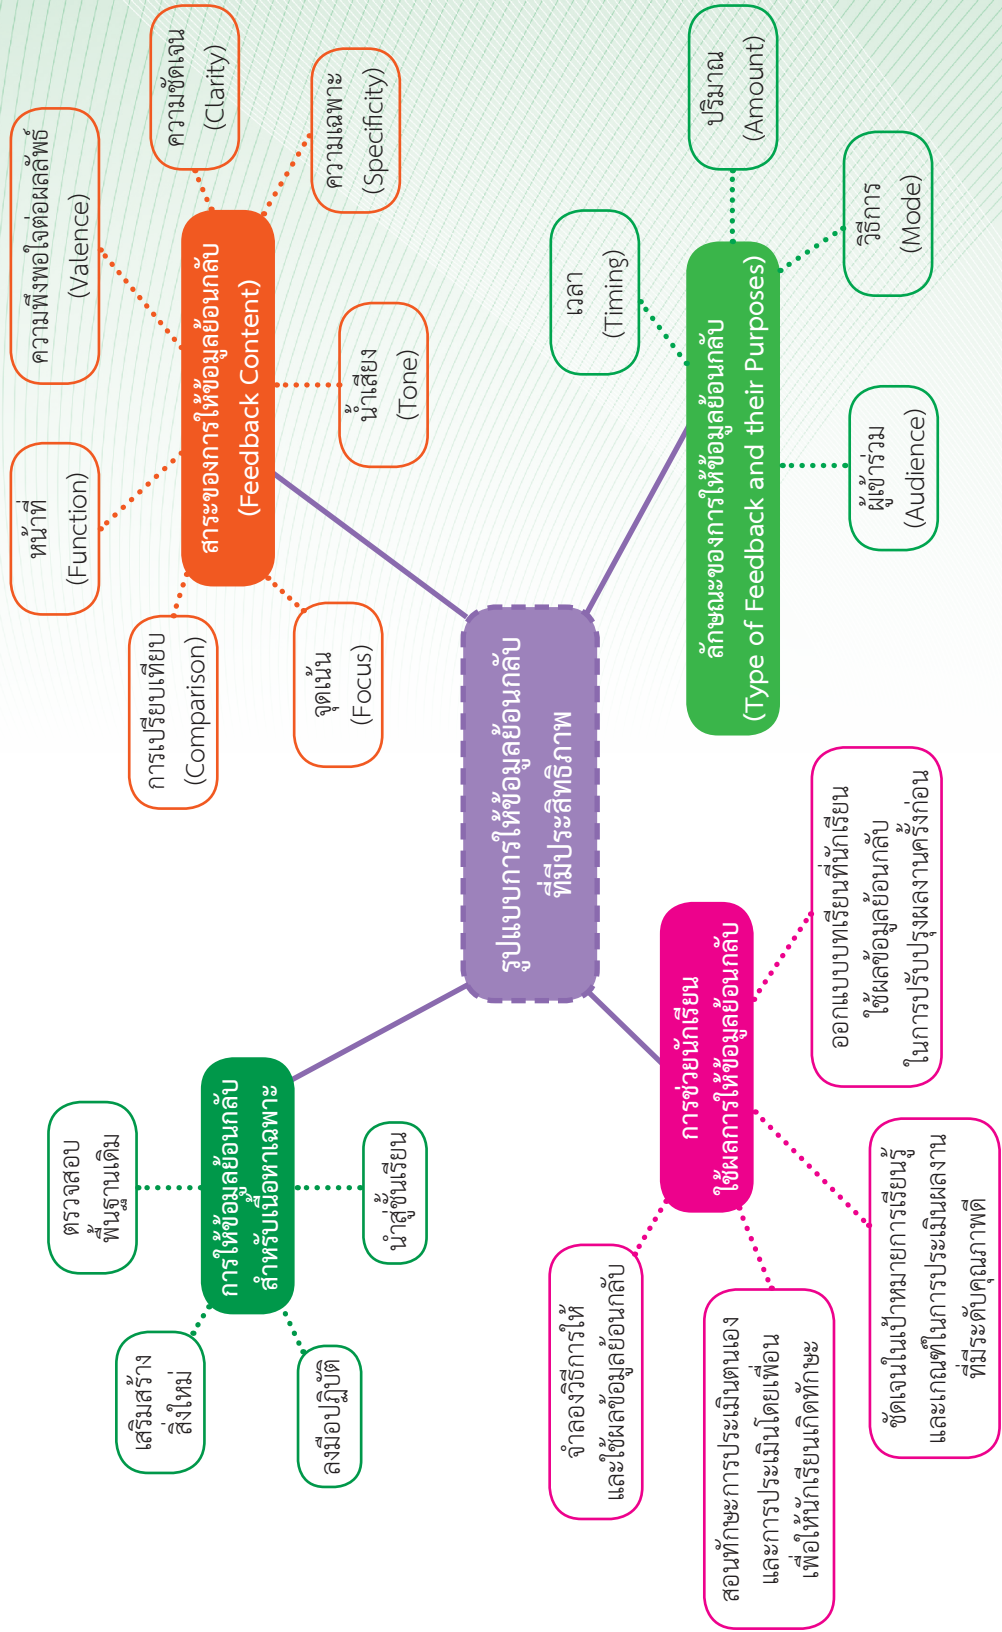 รูปแบบการให้ข้อมูลย้อนกลับ
ที่มีประสิทธิภาพ
สาระของการให้ข้อมูลย้อนกลับ
(Feedback Content)
การเปรียบเทียบ
(Comparison)
หน้าที่
(Function)
ความพึงพอใจต่อผลลัพธ์
(Valence)
ความชัดเจน
(Clarity)
ความเฉพาะ
(Specificity)
น้ำเสียง
(Tone)
จุดเน้น
(Focus)
ลักษณะของการให้ข้อมูลย้อนกลับ
(Type of Feedback and their Purposes)
เวลา
(Timing)
ปริมาณ
(Amount)
วิธีการ
(Mode)
ผู้เข้าร่วม
(Audience)
การช่วยนักเรียน
ใช้ผลการให้ข้อมูลย้อนกลับ
จำลองวิธีการให้
และใช้ผลข้อมูลย้อนกลับ
สอนทักษะการประเมินตนเอง
และการประเมินโดยเพื่อน
เพื่อให้นักเรียนเกิดทักษะ
ชัดเจนในเป้าหมายการเรียนรู้
และเกณฑ์ในการประเมินผลงาน
ที่มีระดับคุณภาพดี
ออกแบบบทเรียนที่นักเรียน
ใช้ผลข้อมูลย้อนกลับ
ในการปรับปรุงผลงานครั้งก่อน
การให้ข้อมูลย้อนกลับ
สำหรับเนื้อหาเฉพาะ
ตรวจสอบ
พื้นฐานเดิม
เสริมสร้าง
สิ่งใหม่
ลงมือปฏิบัติ
นำสู่ชั้นเรียน